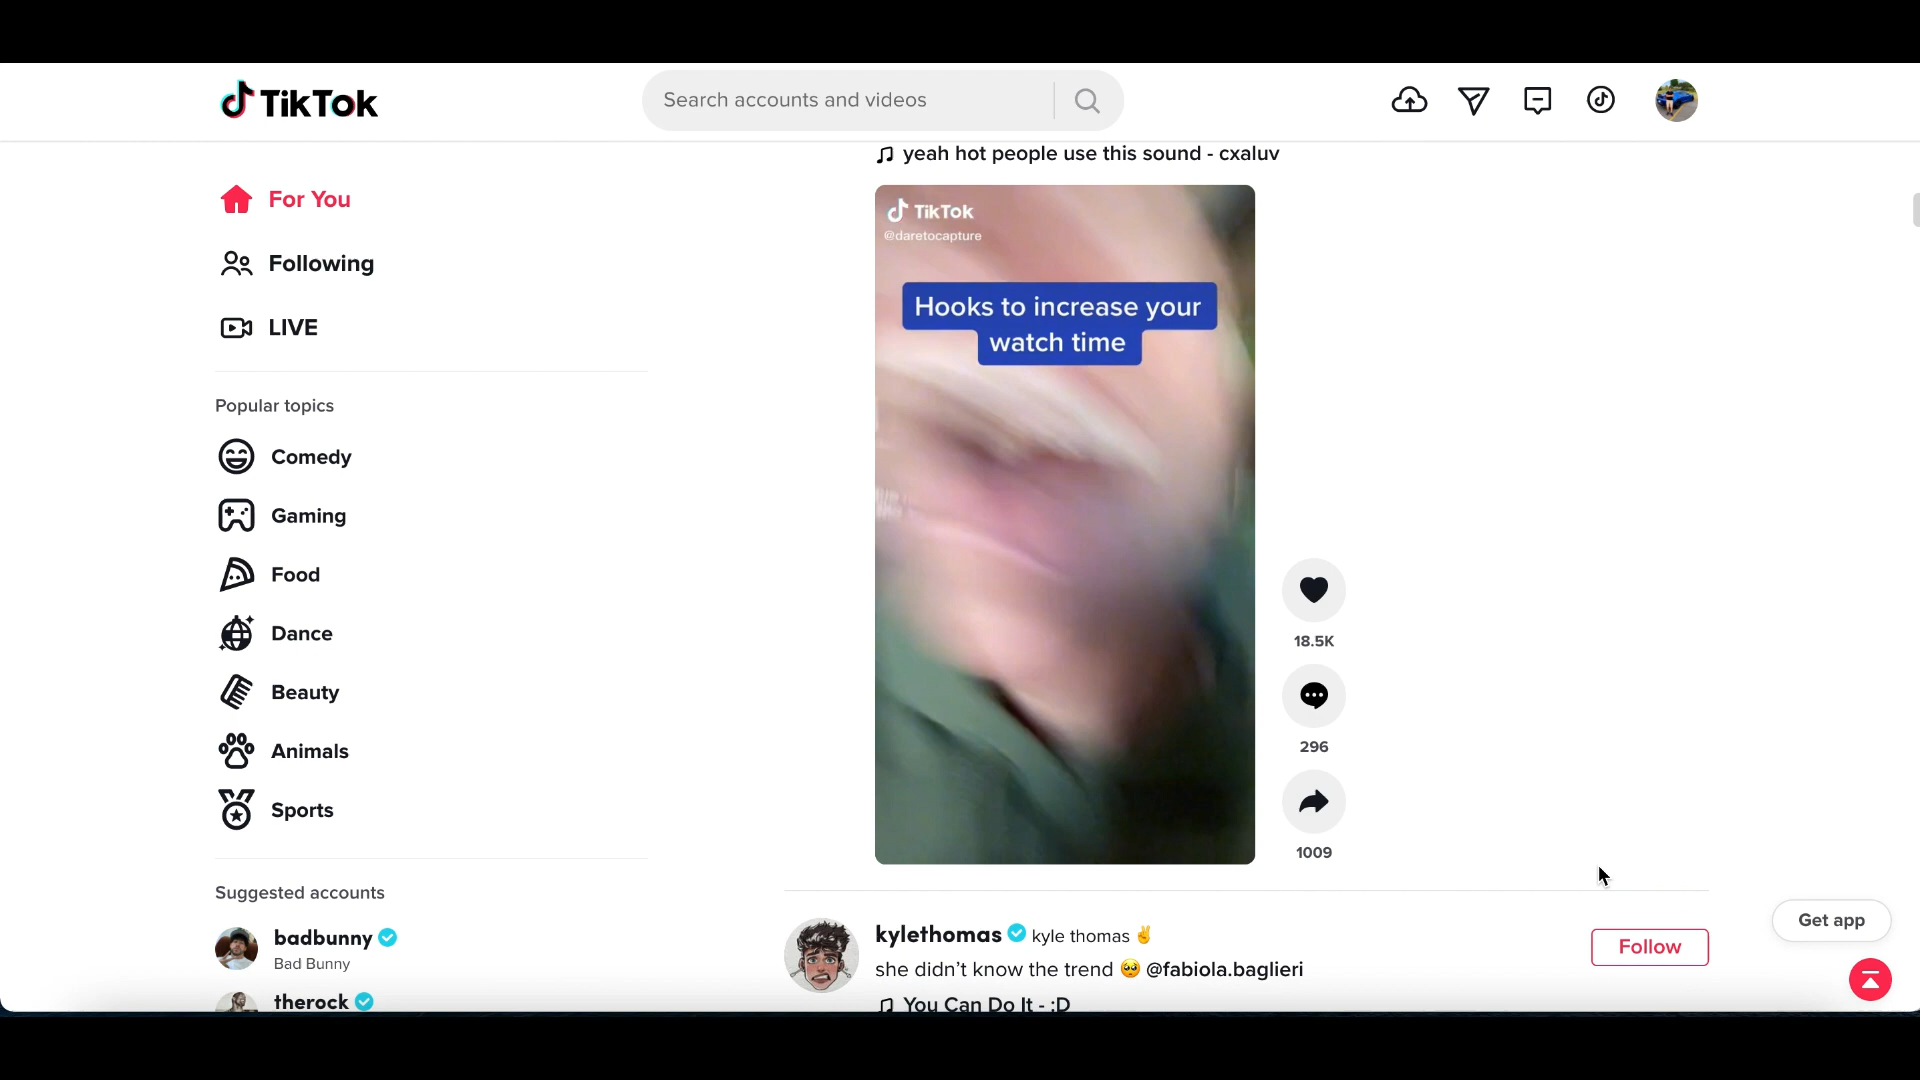 TikTok
Search accounts and videos
For You
Following
LIVE
Popular topics
Comedy
Gaming
Food
Dance
Beauty
Animals
Sports
Suggested accounts
badbunny
Bad Bunny
therock
yeah hot people use this sound - cxaluv
TikTok
@daretocapture
Hooks to increase your
watch time
18.5K
296
1009
kylethomas kyle thomas ✌️
she didn't know the trend 🥺 @fabiola.baglieri
You Can Do It - :D
Follow
Get app